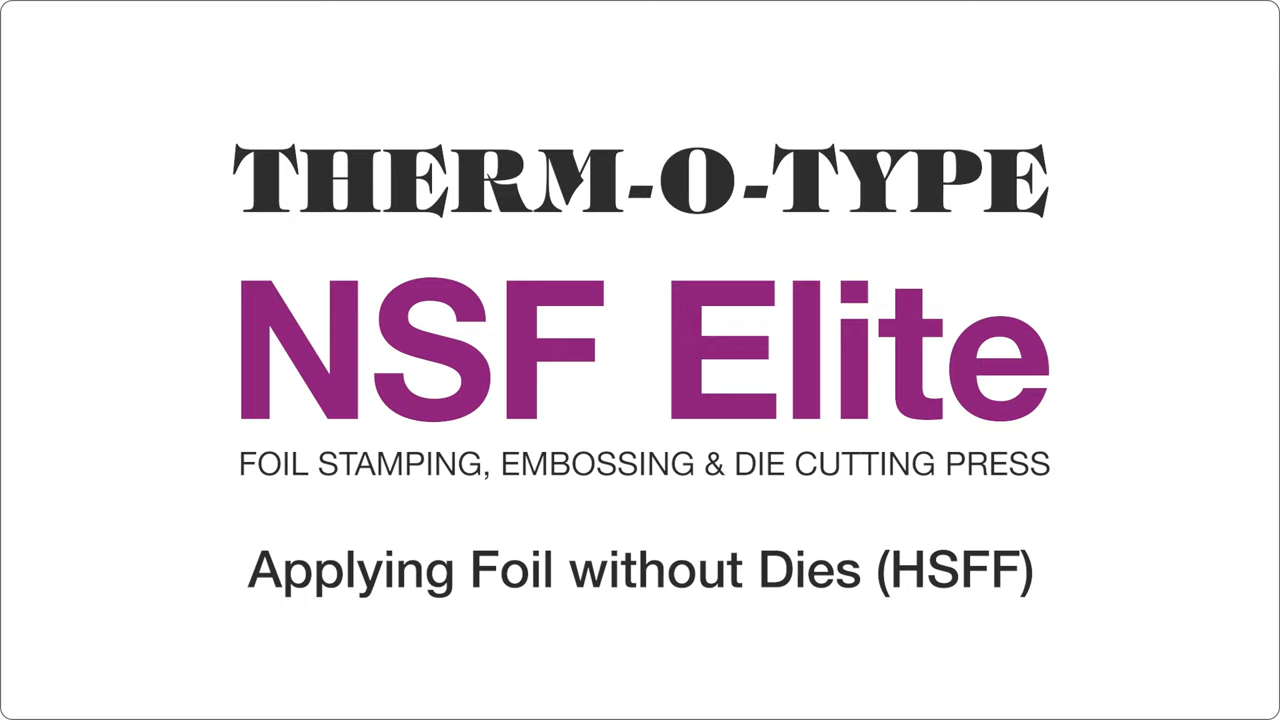 THERM-O-TYPE
NSF Elite
FOIL STAMPING, EMBOSSING & DIE CUTTING PRESS
Applying Foil without Dies (HSFF)